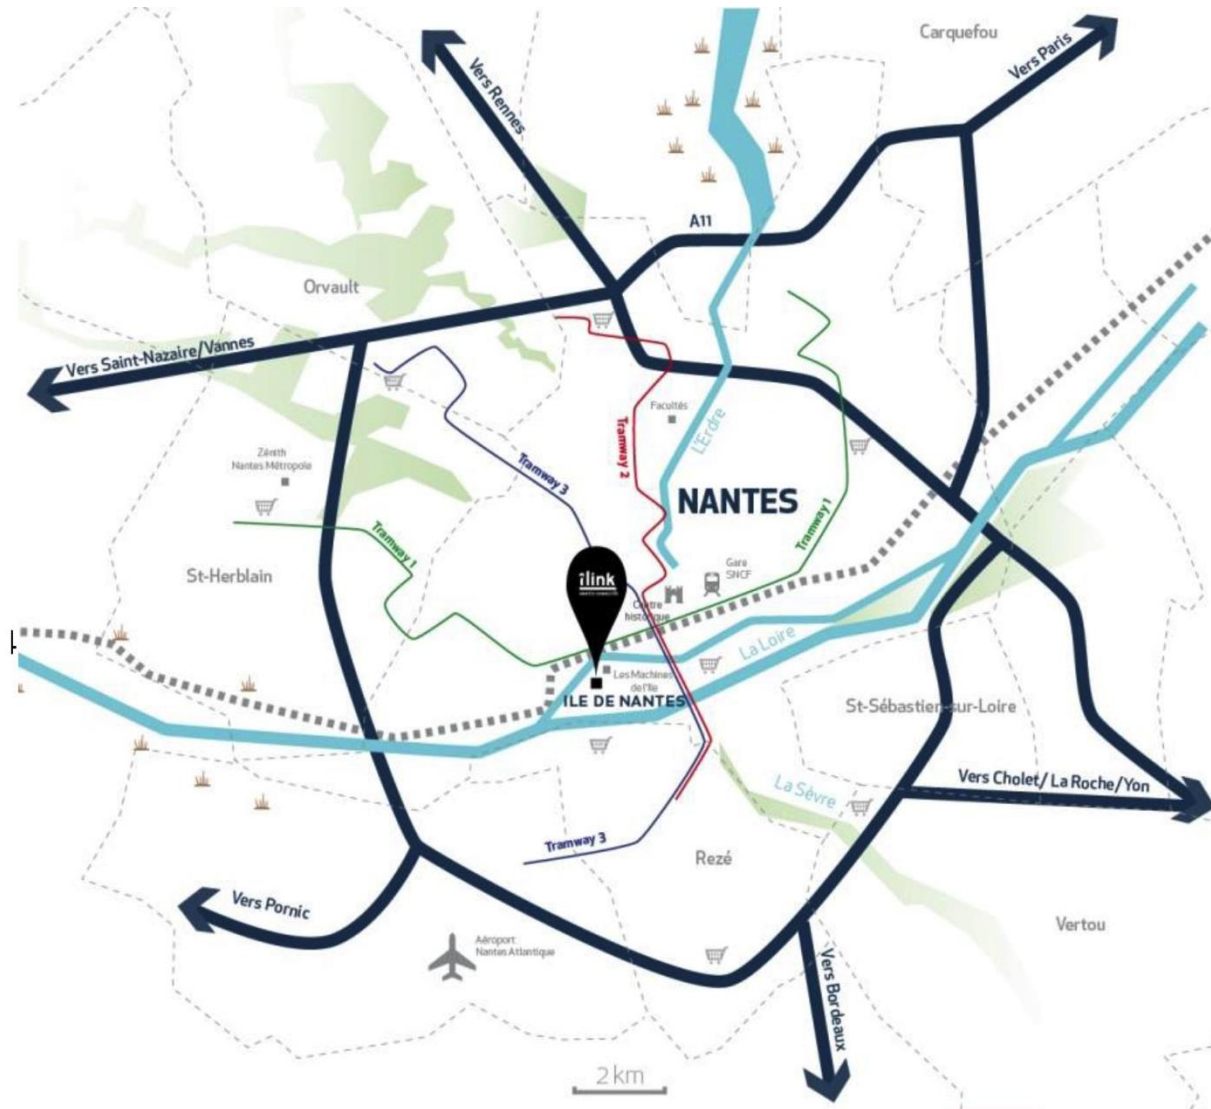 Carquefou
Vers Paris
Vers Rennes
A11
Orvault
Vers Saint-Nazaire/Vannes
Facultés
L'Erdre
Tramway 2
Zénith
Nantes Métropole
Tramway 3
NANTES
Tramway 1
Tramway 1
Gare
SNCF
St-Herblain
ilink
Centre
historique
La Loire
Les Machines
de l'île
ILE DE NANTES
St-Sébastien-sur-Loire
Vers Cholet/ La Roche/Yon
La Sèvre
Tramway 3
Rezé
Vers Pornic
Vertou
Aéroport
Nantes Atlantique
Vers Bordeaux
2 km